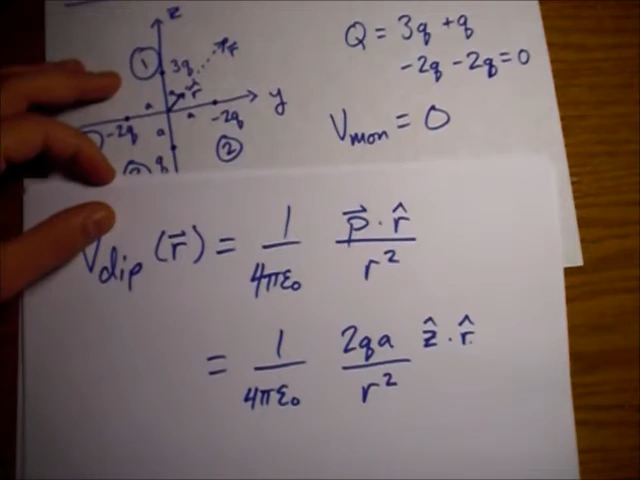 z
Q = 3q + q
① 3q
-2q - 2q = 0
r⃗
a a y
-2q a -2q
V_mon = 0
②
q
V_dip (r⃗) = 1/(4πε₀) (p⃗ · r̂)/r²
= 1/(4πε₀) (2qa)/r² ẑ · r̂